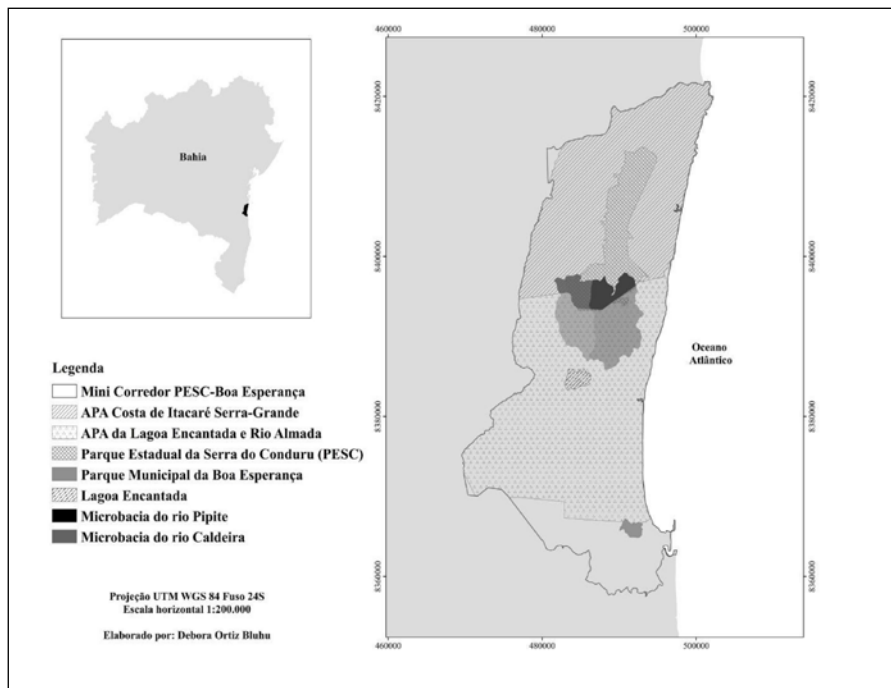 460000
480000
500000
8420000
8420000
Bahia
8400000
8400000
Oceano
Atlântico
Legenda
Mini Corredor PESC-Boa Esperança
APA Costa de Itacaré Serra-Grande
APA da Lagoa Encantada e Rio Almada
Parque Estadual da Serra do Conduru (PESC)
Parque Municipal da Boa Esperança
Lagoa Encantada
Microbacia do rio Pipite
Microbacia do rio Caldeira
8380000
8380000
8360000
8360000
Projeção UTM WGS 84 Fuso 24S
Escala horizontal 1:200.000
Elaborado por: Debora Ortiz Bluhu
460000
480000
500000